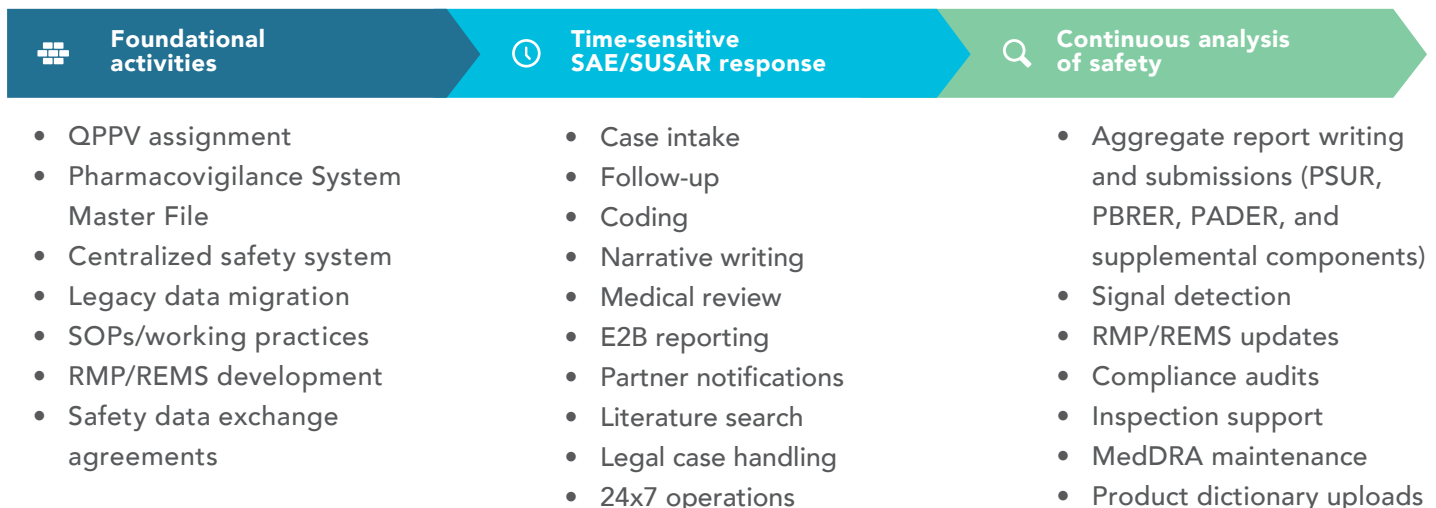 Foundational
activities
Time-sensitive
SAE/SUSAR response
Continuous analysis
of safety
• QPPV assignment
• Pharmacovigilance System
Master File
• Centralized safety system
• Legacy data migration
• SOPs/working practices
• RMP/REMS development
• Safety data exchange
agreements
• Case intake
• Follow-up
• Coding
• Narrative writing
• Medical review
• E2B reporting
• Partner notifications
• Literature search
• Legal case handling
• 24x7 operations
• Aggregate report writing
and submissions (PSUR,
PBRER, PADER, and
supplemental components)
• Signal detection
• RMP/REMS updates
• Compliance audits
• Inspection support
• MedDRA maintenance
• Product dictionary uploads